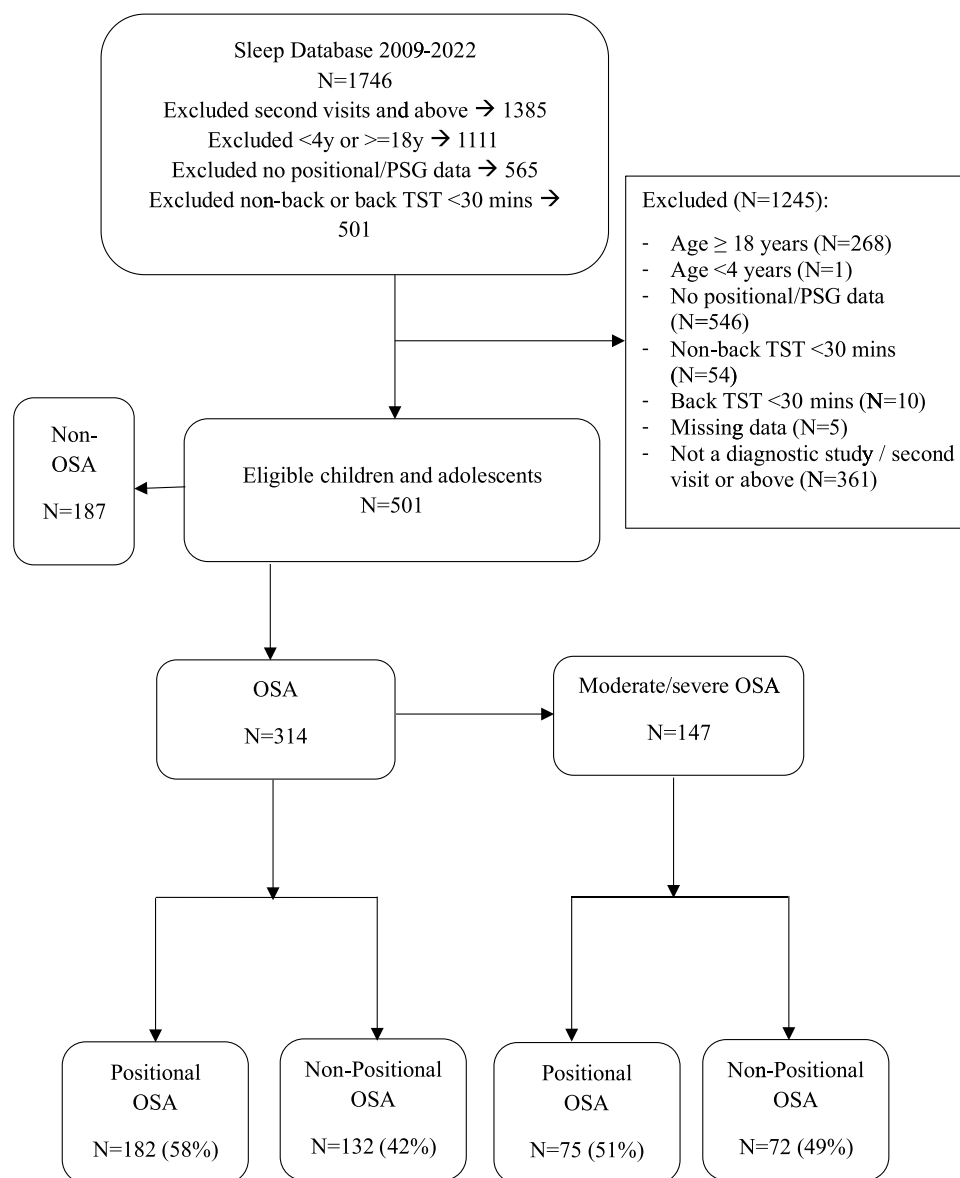 Sleep Database 2009-2022
N=1746
Excluded second visits and above → 1385
Excluded <4y or >=18y → 1111
Excluded no positional/PSG data → 565
Excluded non-back or back TST <30 mins →
501
Excluded (N=1245):
- Age ≥ 18 years (N=268)
- Age <4 years (N=1)
- No positional/PSG data
(N=546)
- Non-back TST <30 mins
(N=54)
- Back TST <30 mins (N=10)
- Missing data (N=5)
- Not a diagnostic study / second
visit or above (N=361)
Non-
OSA
N=187
Eligible children and adolescents
N=501
OSA
N=314
Moderate/severe OSA
N=147
Positional
OSA
N=182 (58%)
Non-Positional
OSA
N=132 (42%)
Positional
OSA
N=75 (51%)
Non-Positional
OSA
N=72 (49%)